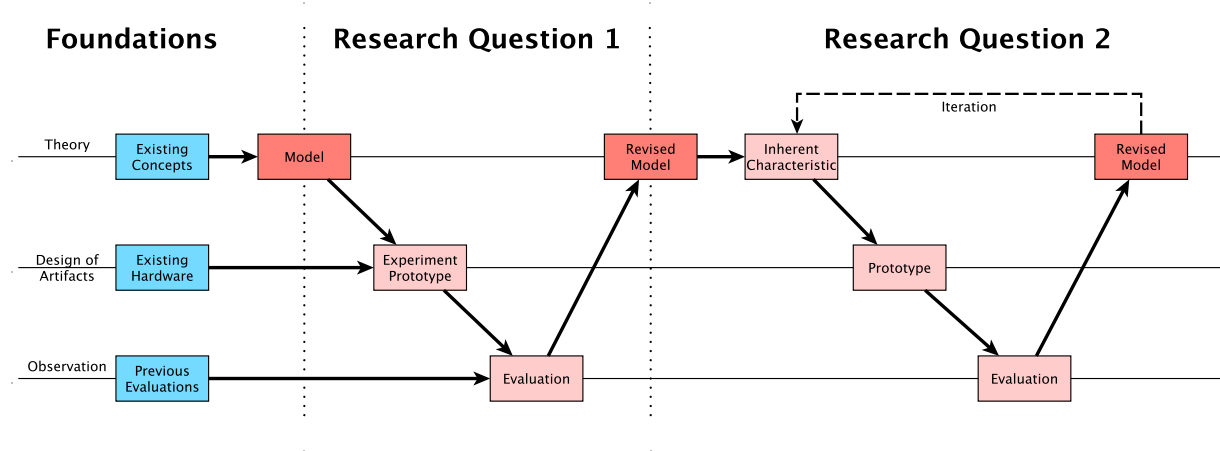 Foundations
Research Question 1
Research Question 2
Iteration
Theory
Existing
Concepts
Model
Revised
Model
Inherent
Characteristic
Revised
Model
Design of
Artifacts
Existing
Hardware
Experiment
Prototype
Prototype
Observation
Previous
Evaluations
Evaluation
Evaluation